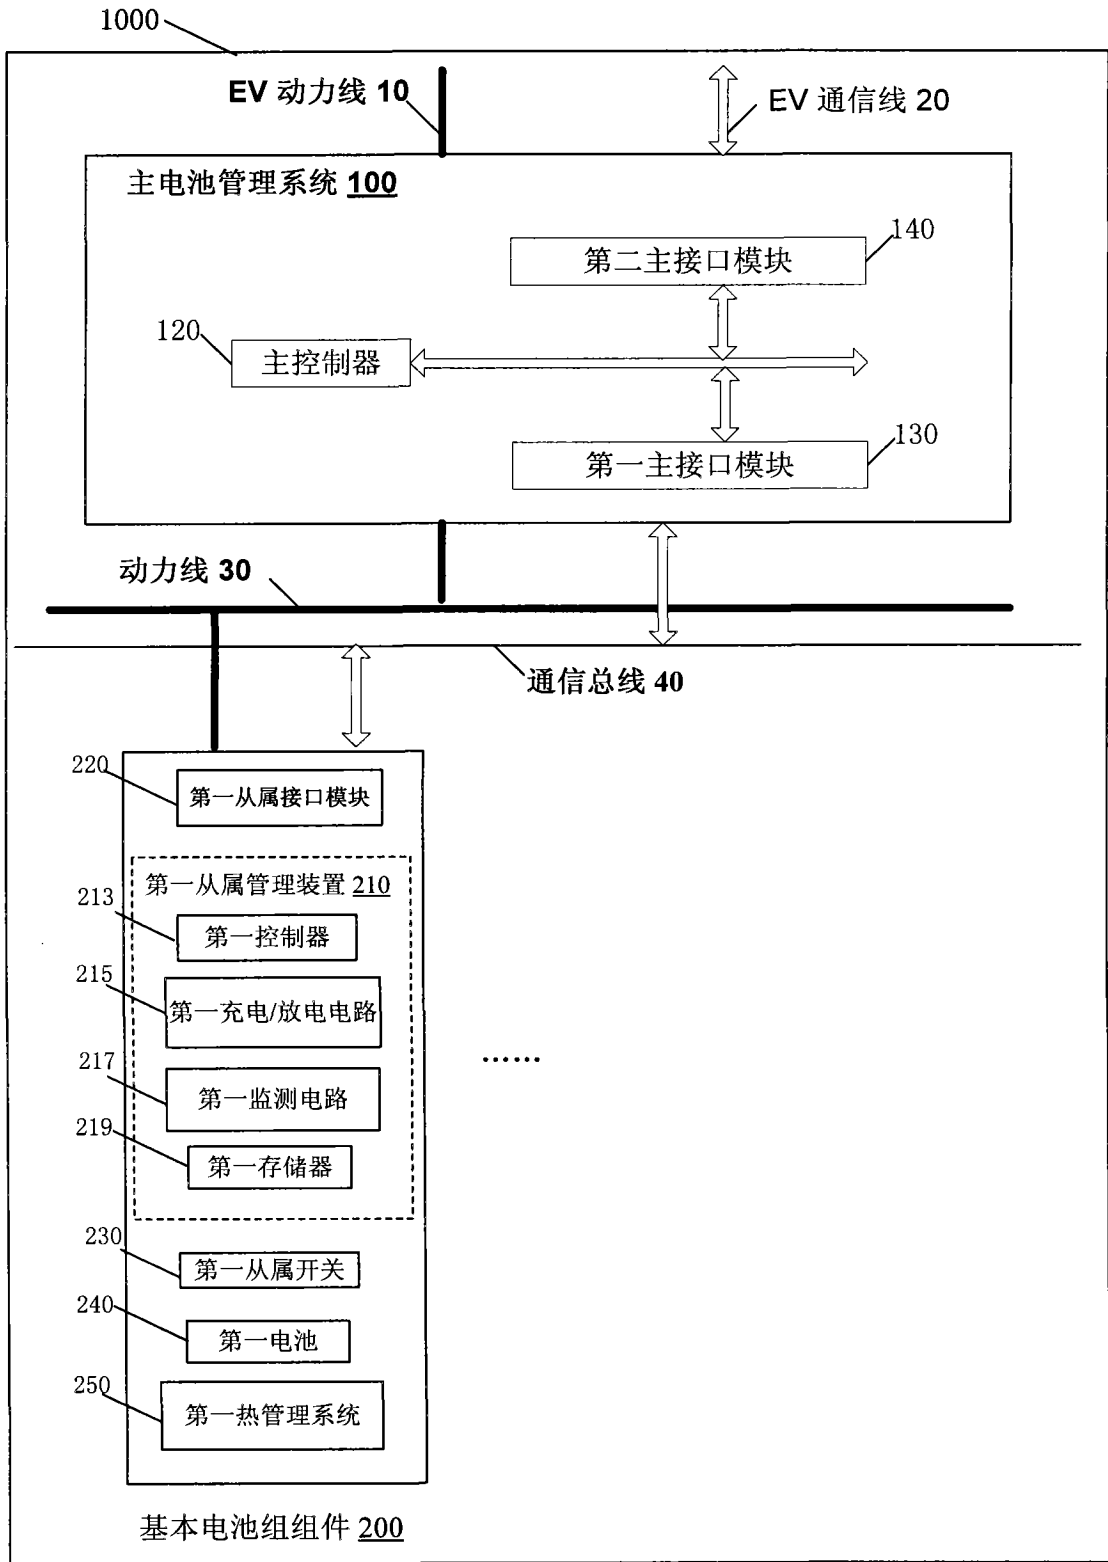 1000
EV 动力线 10
EV 通信线 20
主电池管理系统 100
140
第二主接口模块
120
主控制器
130
第一主接口模块
动力线 30
通信总线 40
220
第一从属接口模块
第一从属管理装置 210
213
第一控制器
215
第一充电/放电电路
217
第一监测电路
219
第一存储器
......
230
第一从属开关
240
第一电池
250
第一热管理系统
基本电池组组件 200